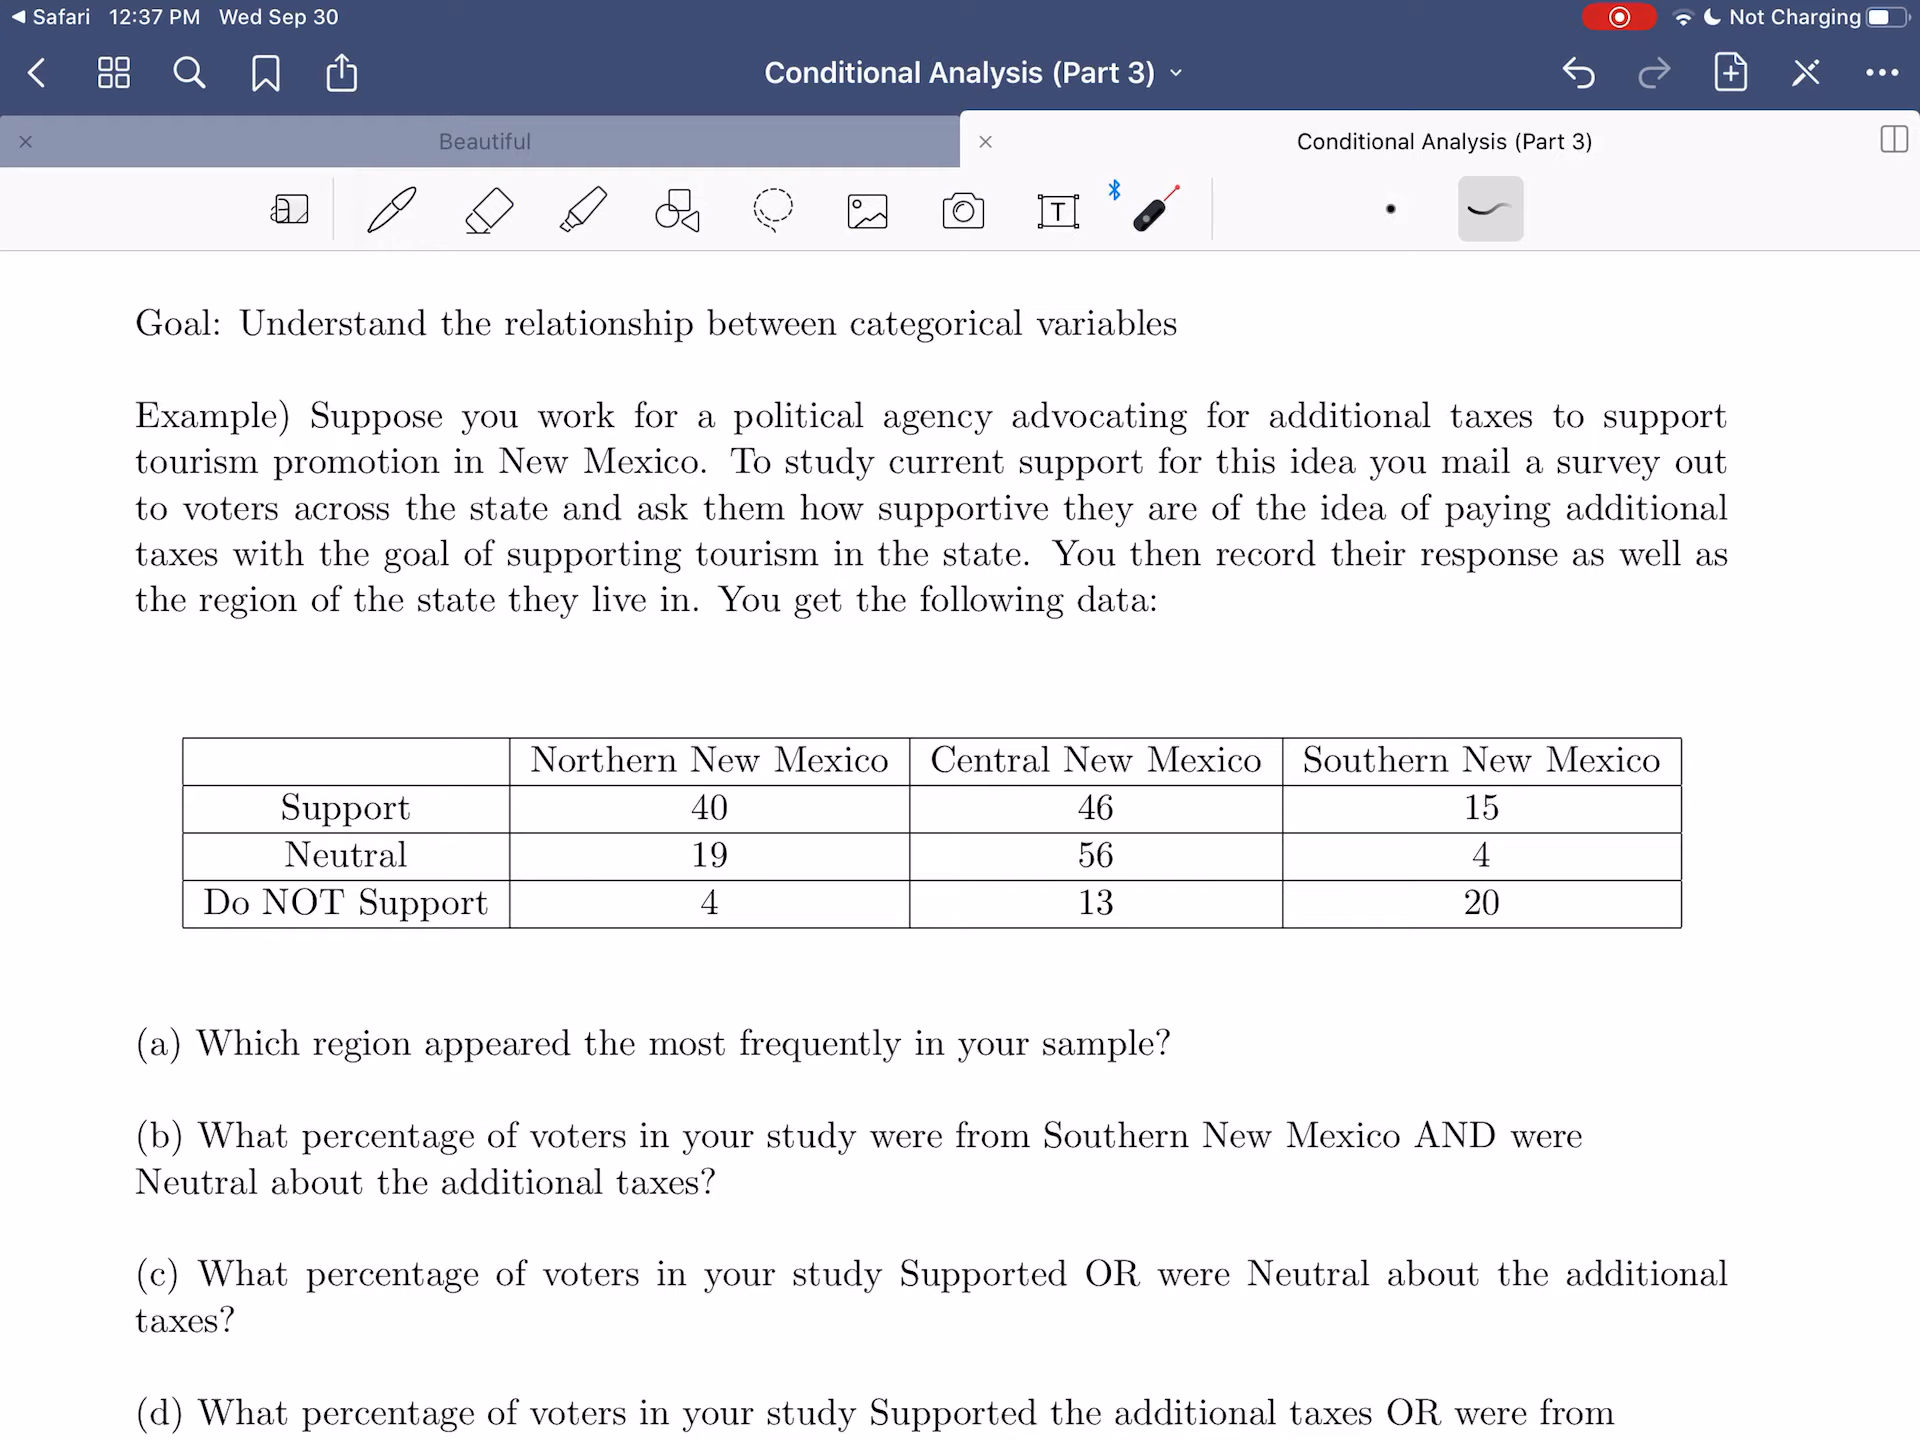 Safari 12:37 PM Wed Sep 30 Not Charging
Conditional Analysis (Part 3)
Beautiful Conditional Analysis (Part 3)
Goal: Understand the relationship between categorical variables
Example) Suppose you work for a political agency advocating for additional taxes to support
tourism promotion in New Mexico. To study current support for this idea you mail a survey out
to voters across the state and ask them how supportive they are of the idea of paying additional
taxes with the goal of supporting tourism in the state. You then record their response as well as
the region of the state they live in. You get the following data:
Northern New Mexico Central New Mexico Southern New Mexico
Support 40 46 15
Neutral 19 56 4
Do NOT Support 4 13 20
(a) Which region appeared the most frequently in your sample?
(b) What percentage of voters in your study were from Southern New Mexico AND were
Neutral about the additional taxes?
(c) What percentage of voters in your study Supported OR were Neutral about the additional
taxes?
(d) What percentage of voters in your study Supported the additional taxes OR were from